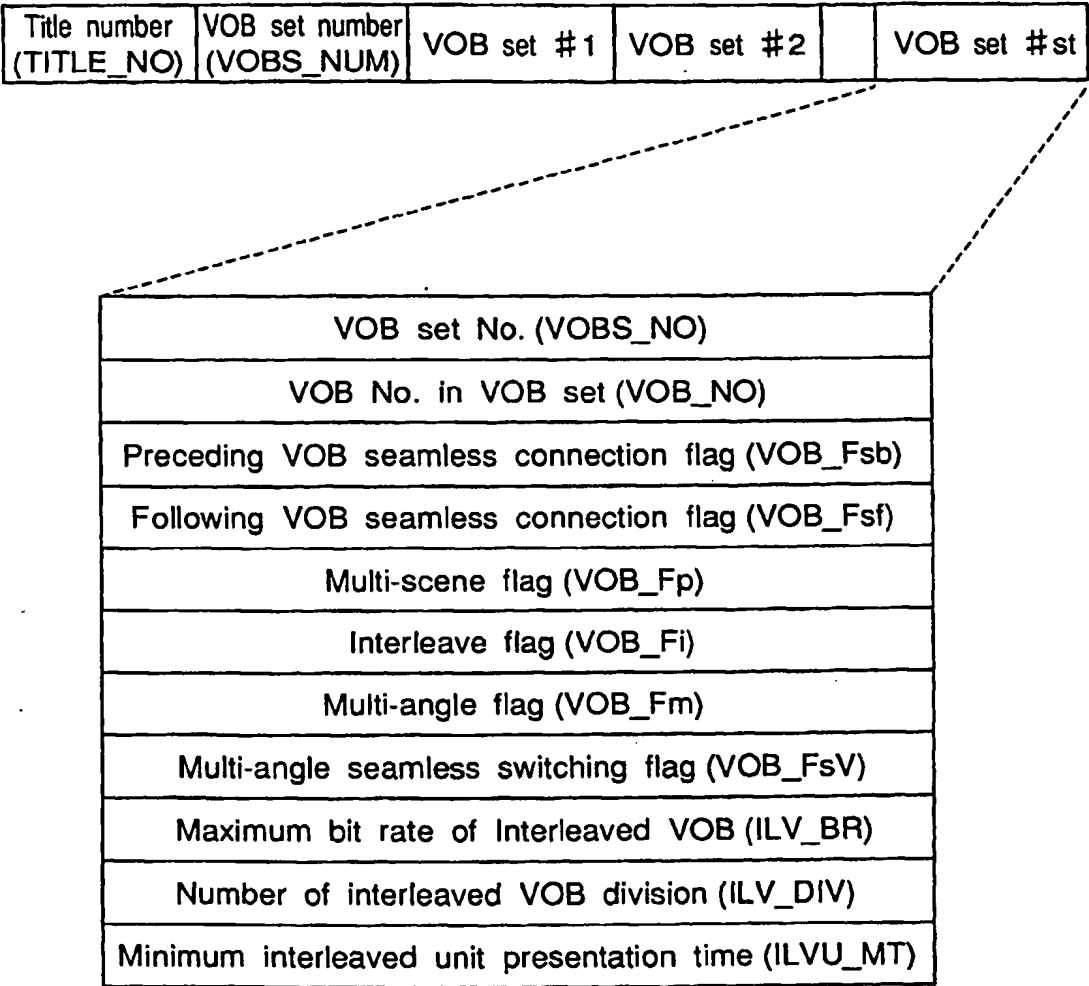 Title number
(TITLE_NO)
VOB set number
(VOBS_NUM)
VOB set #1
VOB set #2
VOB set #st
VOB set No. (VOBS_NO)
VOB No. in VOB set (VOB_NO)
Preceding VOB seamless connection flag (VOB_Fsb)
Following VOB seamless connection flag (VOB_Fsf)
Multi-scene flag (VOB_Fp)
Interleave flag (VOB_Fi)
Multi-angle flag (VOB_Fm)
Multi-angle seamless switching flag (VOB_FsV)
Maximum bit rate of Interleaved VOB (ILV_BR)
Number of interleaved VOB division (ILV_DIV)
Minimum interleaved unit presentation time (ILVU_MT)